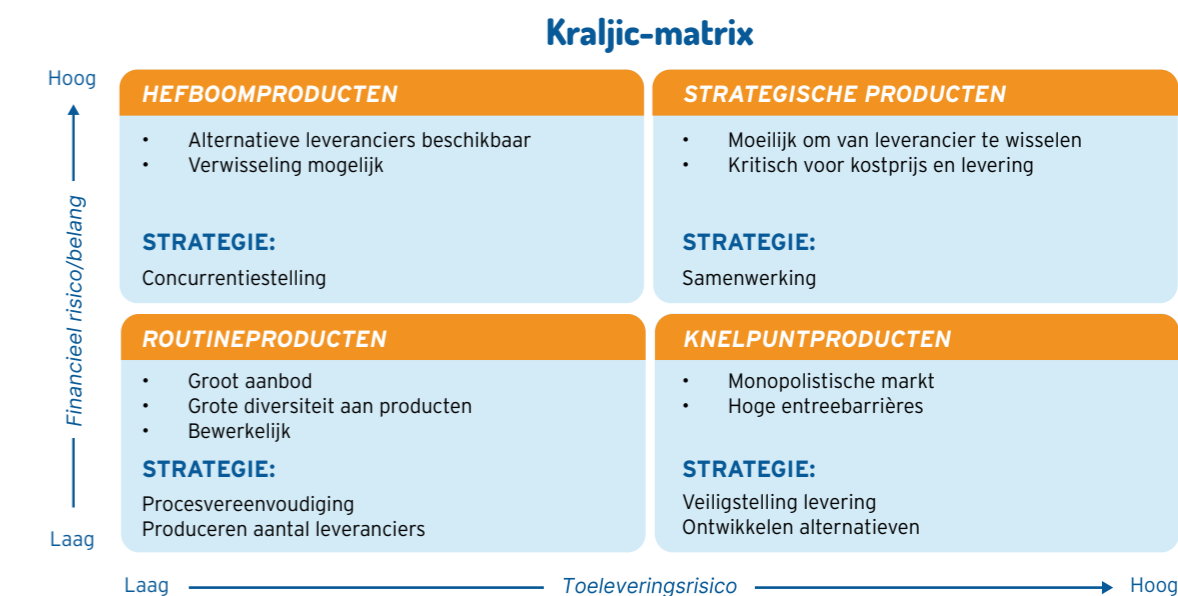 Kraljic-matrix
Hoog
Financieel risico/belang
Laag
HEFBOOMPRODUCTEN
• Alternatieve leveranciers beschikbaar
• Verwisseling mogelijk
STRATEGIE:
Concurrentiestelling
STRATEGISCHE PRODUCTEN
• Moeilijk om van leverancier te wisselen
• Kritisch voor kostprijs en levering
STRATEGIE:
Samenwerking
ROUTINEPRODUCTEN
• Groot aanbod
• Grote diversiteit aan producten
• Bewerkelijk
STRATEGIE:
Procesvereenvoudiging
Produceren aantal leveranciers
KNELPUNTPRODUCTEN
• Monopolistische markt
• Hoge entreebarrières
STRATEGIE:
Veiligstelling levering
Ontwikkelen alternatieven
Laag
Toeleveringsrisico
Hoog